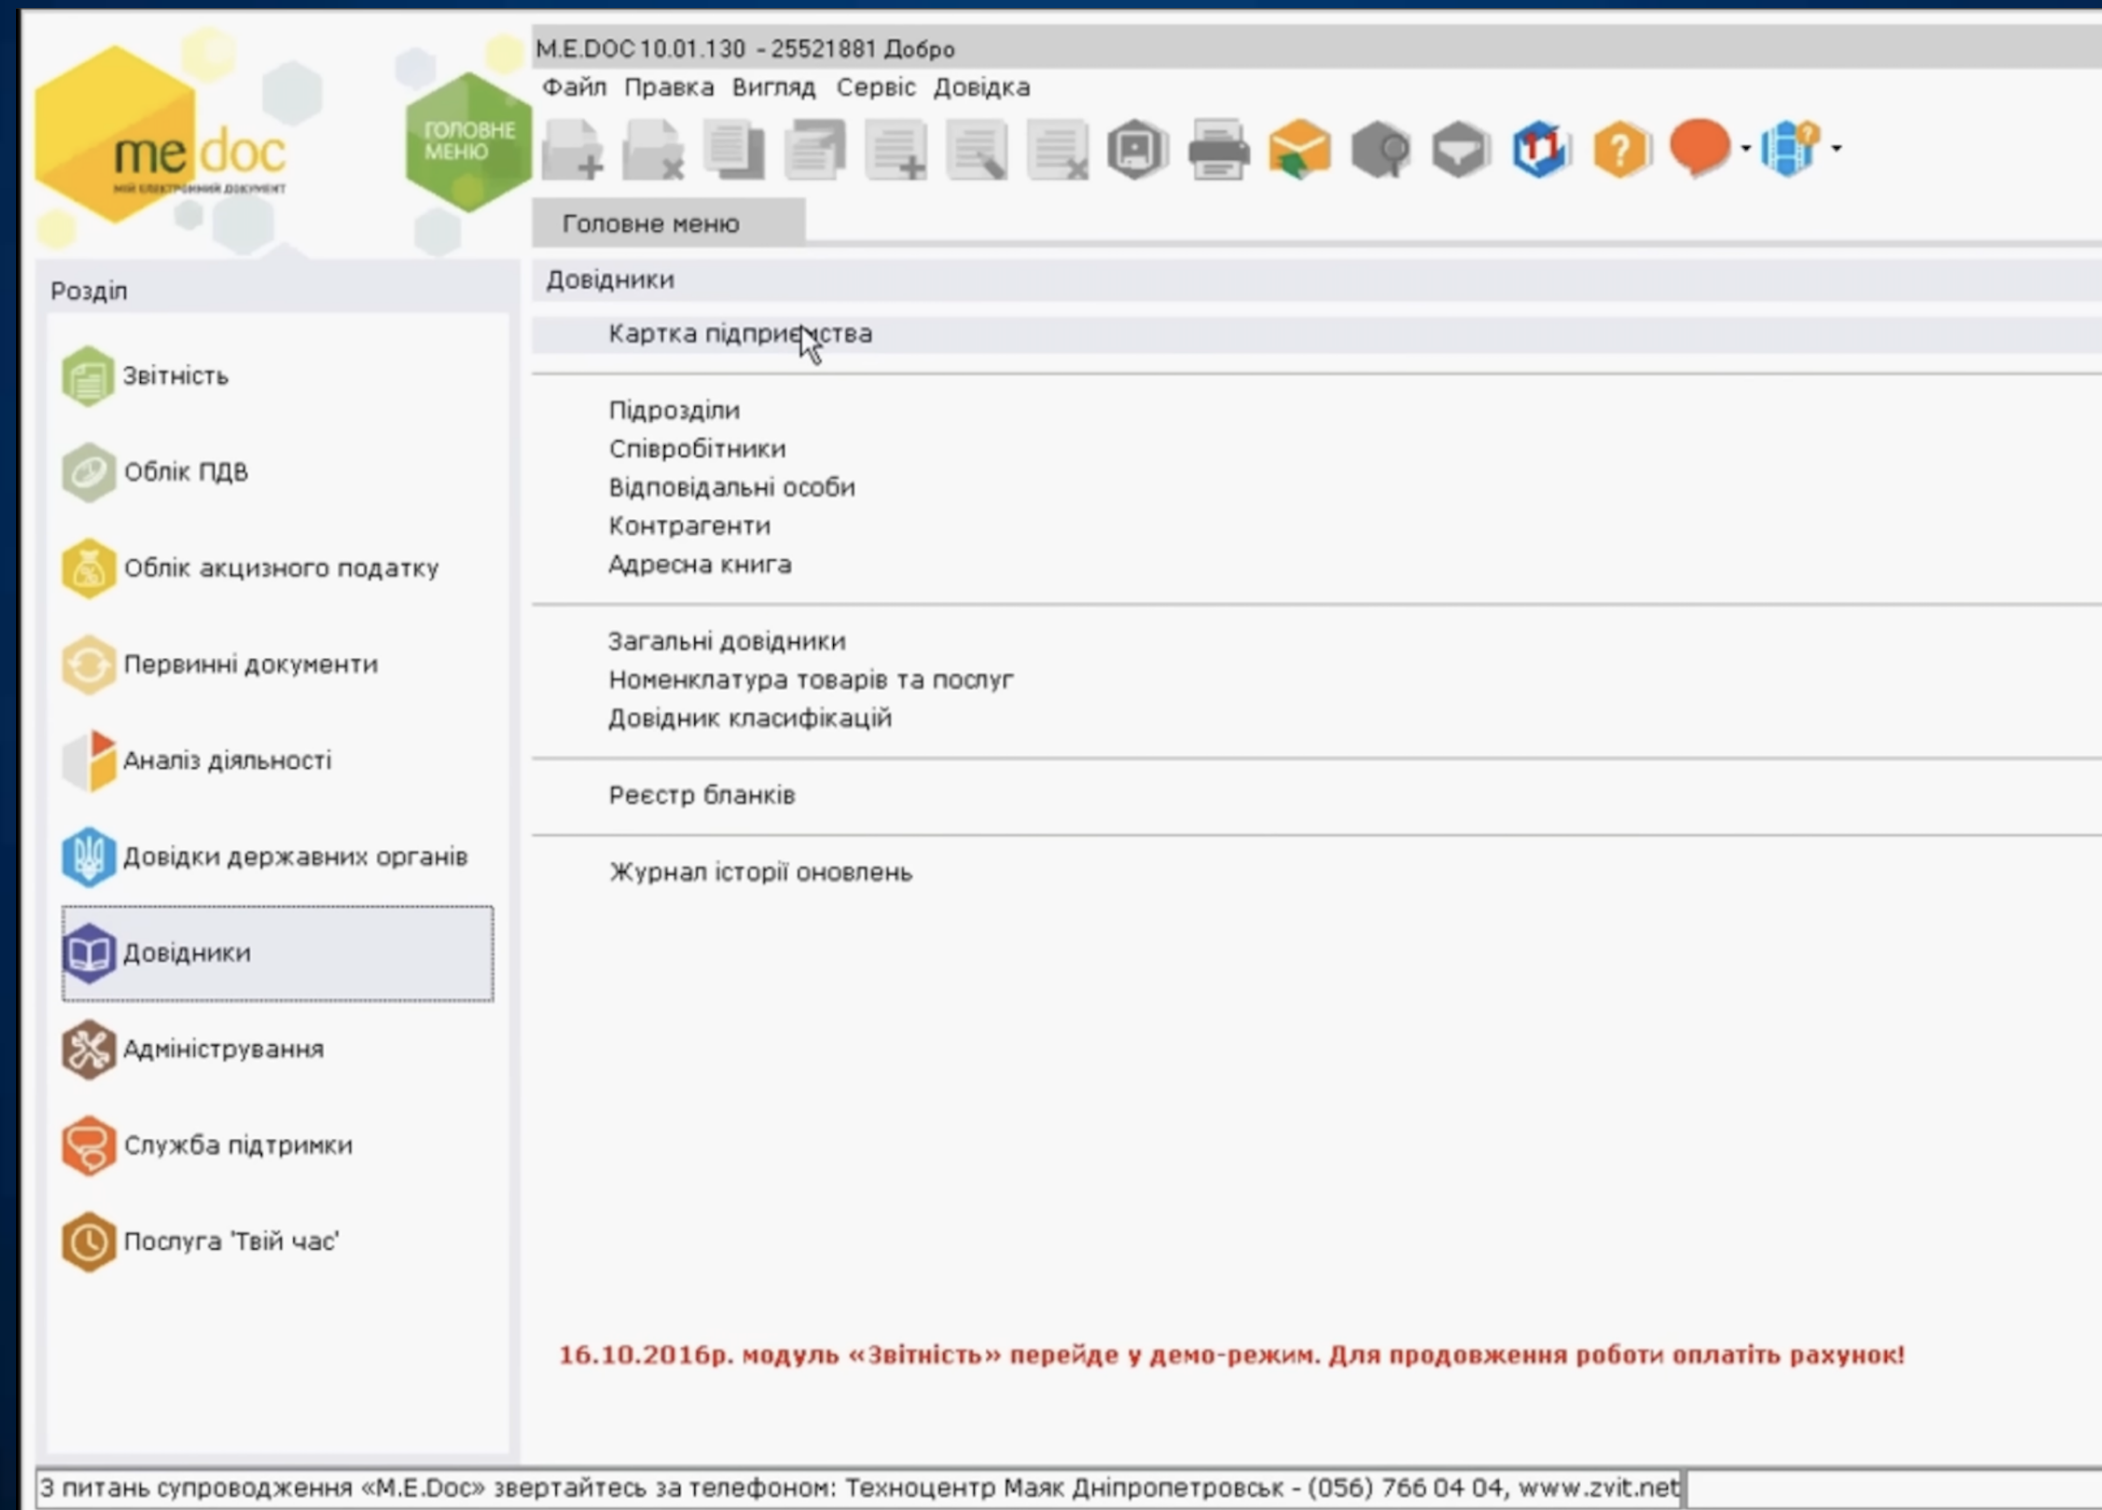 M.E.DOC 10.01.130 - 25521881 Добро
Файл Правка Вигляд Сервіс Довідка
me doc
МІЙ ЕЛЕКТРОННИЙ ДОКУМЕНТ
ГОЛОВНЕ
МЕНЮ
11
?
?
Головне меню
Розділ
Звітність
Облік ПДВ
Облік акцизного податку
Первинні документи
Аналіз діяльності
Довідки державних органів
Довідники
Адміністрування
Служба підтримки
Послуга 'Твій час'
Довідники
Картка підприємства
Підрозділи
Співробітники
Відповідальні особи
Контрагенти
Адресна книга
Загальні довідники
Номенклатура товарів та послуг
Довідник класифікацій
Реєстр бланків
Журнал історії оновлень
16.10.2016р. модуль «Звітність» перейде у демо-режим. Для продовження роботи оплатіть рахунок!
З питань супроводження «M.E.Doc» звертайтесь за телефоном: Техноцентр Маяк Дніпропетровськ - (056) 766 04 04, www.zvit.net